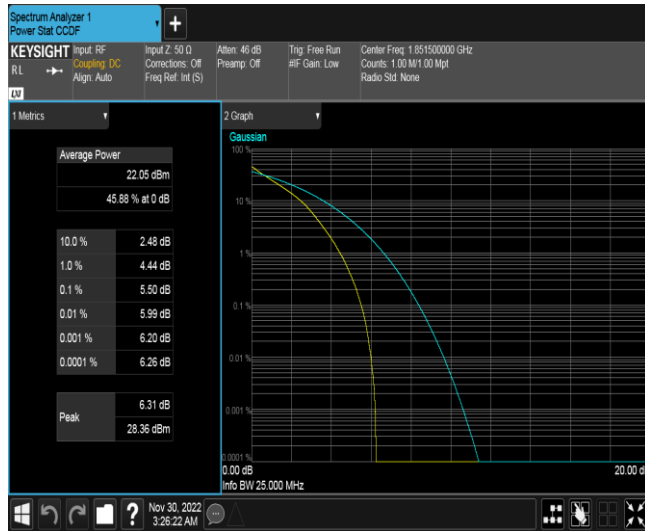 Spectrum Analyzer 1
Power Stat CCDF
KEYSIGHT
RL
LXI
Input: RF
Coupling: DC
Align: Auto
Input Z: 50 Ω
Corrections: Off
Freq Ref: Int (S)
Atten: 46 dB
Preamp: Off
Trig: Free Run
#IF Gain: Low
Center Freq: 1.851500000 GHz
Counts: 1.00 M/1.00 Mpt
Radio Std: None
1 Metrics
Average Power
22.05 dBm
45.88 % at 0 dB
10.0 % 2.48 dB
1.0 % 4.44 dB
0.1 % 5.50 dB
0.01 % 5.99 dB
0.001 % 6.20 dB
0.0001 % 6.26 dB
Peak
6.31 dB
28.36 dBm
2 Graph
Gaussian
100 %
10 %
1 %
0.1 %
0.01 %
0.001 %
0.0001 %
0.00 dB
20.00 d
Info BW 25.000 MHz
Nov 30, 2022
3:26:22 AM